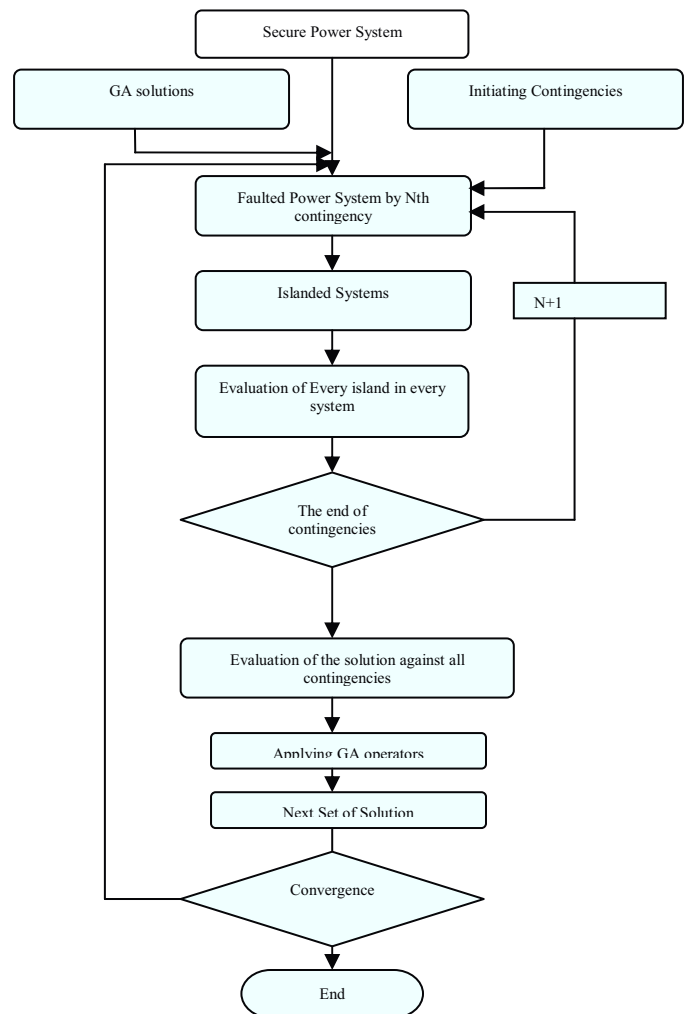 Secure Power System
GA solutions
Initiating Contingencies
Faulted Power System by Nth
contingency
Islanded Systems
N+1
Evaluation of Every island in every
system
The end of
contingencies
Evaluation of the solution against all
contingencies
Applying GA operators
Next Set of Solution
Convergence
End